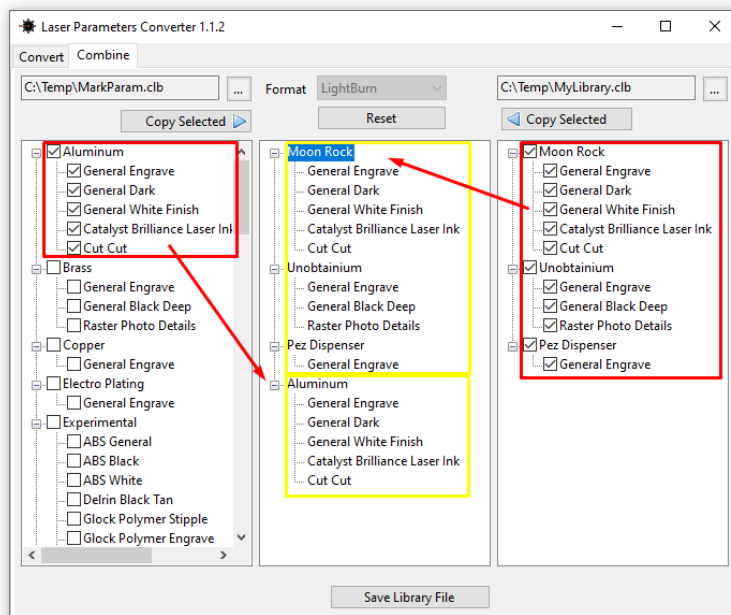 Laser Parameters Converter 1.1.2
Convert Combine
C:\Temp\MarkParam.clb ... Format LightBurn C:\Temp\MyLibrary.clb ...
Copy Selected Reset Copy Selected
Aluminum
General Engrave
General Dark
General White Finish
Catalyst Brilliance Laser Ink
Cut Cut
Brass
General Engrave
General Black Deep
Raster Photo Details
Copper
General Engrave
Electro Plating
General Engrave
Experimental
ABS General
ABS Black
ABS White
Delrin Black Tan
Glock Polymer Stipple
Glock Polymer Engrave
Moon Rock
General Engrave
General Dark
General White Finish
Catalyst Brilliance Laser Ink
Cut Cut
Unobtainium
General Engrave
General Black Deep
Raster Photo Details
Pez Dispenser
General Engrave
Aluminum
General Engrave
General Dark
General White Finish
Catalyst Brilliance Laser Ink
Cut Cut
Moon Rock
General Engrave
General Dark
General White Finish
Catalyst Brilliance Laser Ink
Cut Cut
Unobtainium
General Engrave
General Black Deep
Raster Photo Details
Pez Dispenser
General Engrave
Save Library File